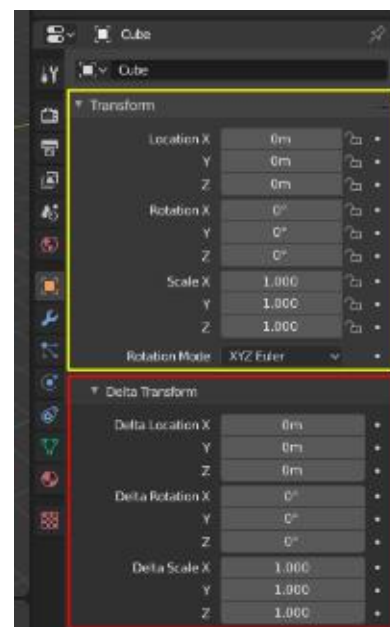 Cube
Cube
Transform
Location X 0m
Y 0m
Z 0m
Rotation X 0°
Y 0°
Z 0°
Scale X 1.000
Y 1.000
Z 1.000
Rotation Mode XYZ Euler
Delta Transform
Delta Location X 0m
Y 0m
Z 0m
Delta Rotation X 0°
Y 0°
Z 0°
Delta Scale X 1.000
Y 1.000
Z 1.000